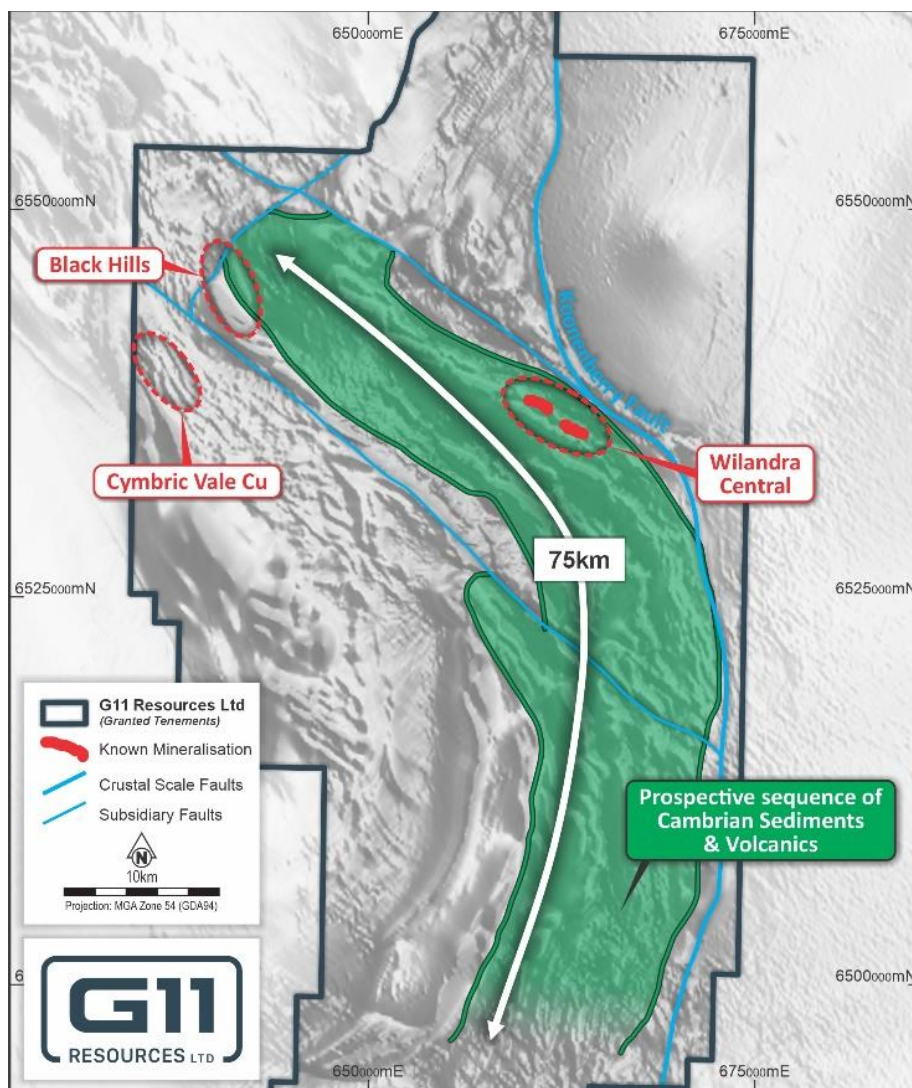 650000mE
675000mE
6550000mN
6550000mN
Black Hills
Koonenberry Fault
Cymbric Vale Cu
Wilandra
Central
75km
6525000mN
6525000mN
G11 Resources Ltd
(Granted Tenements)
Known Mineralisation
Crustal Scale Faults
Subsidiary Faults
N
10km
Projection: MGA Zone 54 (GDA94)
Prospective sequence of
Cambrian Sediments
& Volcanics
6500000mN
G11
RESOURCES LTD
650000mE
675000mE